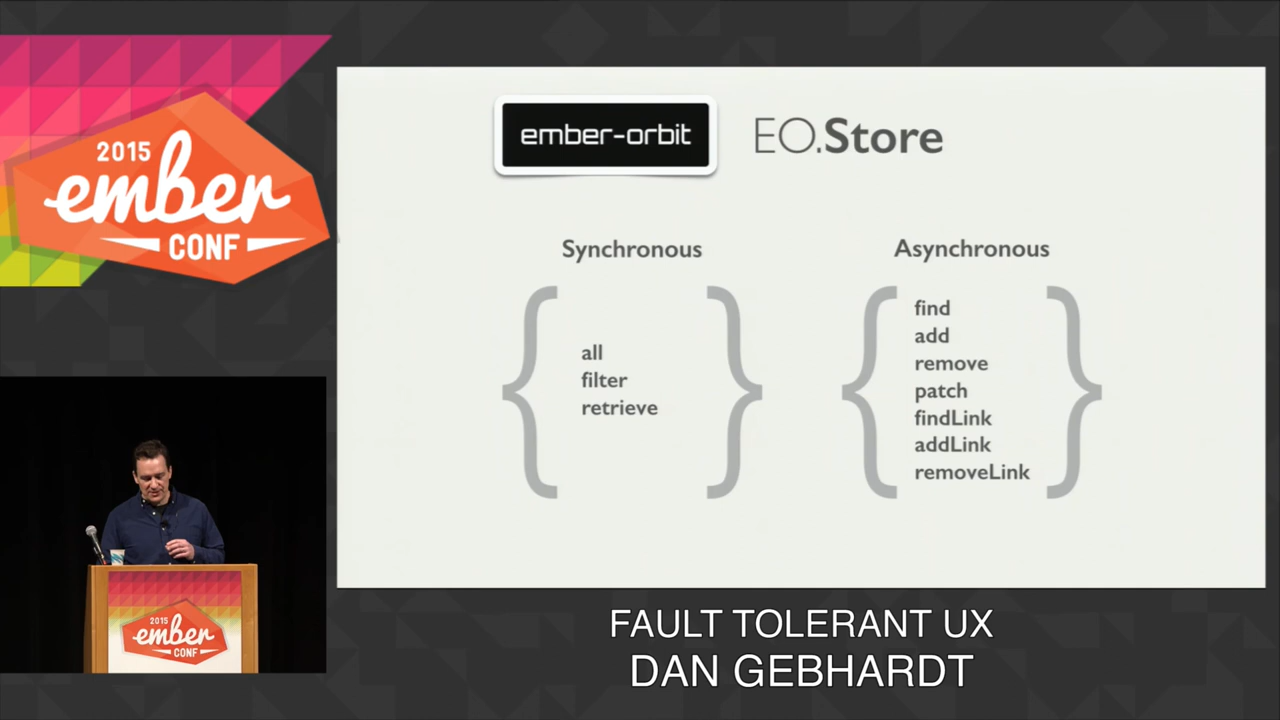 2015
ember
CONF
ember-orbit
EO.Store
Synchronous
all
filter
retrieve
Asynchronous
find
add
remove
patch
findLink
addLink
removeLink
2015
ember
CONF
FAULT TOLERANT UX
DAN GEBHARDT